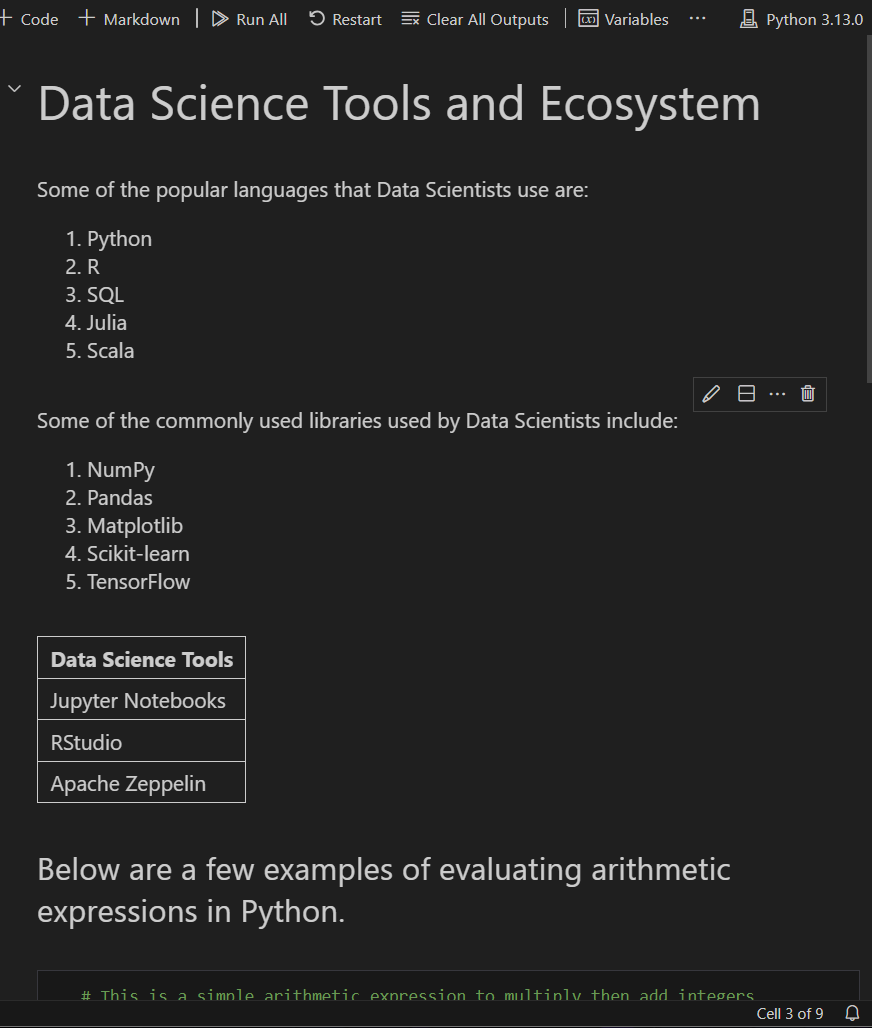 + Code + Markdown | Run All Restart Clear All Outputs | Variables ... Python 3.13.0
Data Science Tools and Ecosystem
Some of the popular languages that Data Scientists use are:
1. Python
2. R
3. SQL
4. Julia
5. Scala
Some of the commonly used libraries used by Data Scientists include:
1. NumPy
2. Pandas
3. Matplotlib
4. Scikit-learn
5. TensorFlow
Data Science Tools
Jupyter Notebooks
RStudio
Apache Zeppelin
Below are a few examples of evaluating arithmetic
expressions in Python.
# This is a simple arithmetic expression to multiply then add integers
Cell 3 of 9